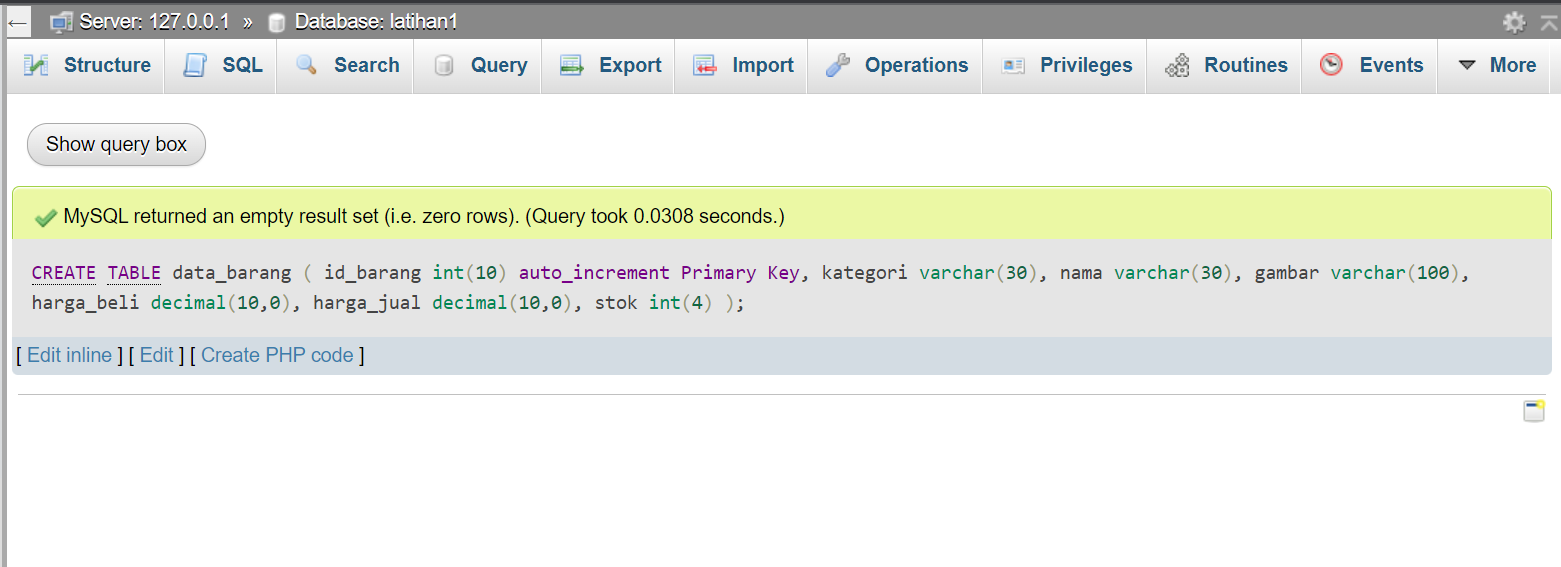 ← Server: 127.0.0.1 » Database: latihan1
Structure SQL Search Query Export Import Operations Privileges Routines Events More
Show query box
MySQL returned an empty result set (i.e. zero rows). (Query took 0.0308 seconds.)
CREATE TABLE data_barang ( id_barang int(10) auto_increment Primary Key, kategori varchar(30), nama varchar(30), gambar varchar(100),
harga_beli decimal(10,0), harga_jual decimal(10,0), stok int(4) );
[ Edit inline ] [ Edit ] [ Create PHP code ]